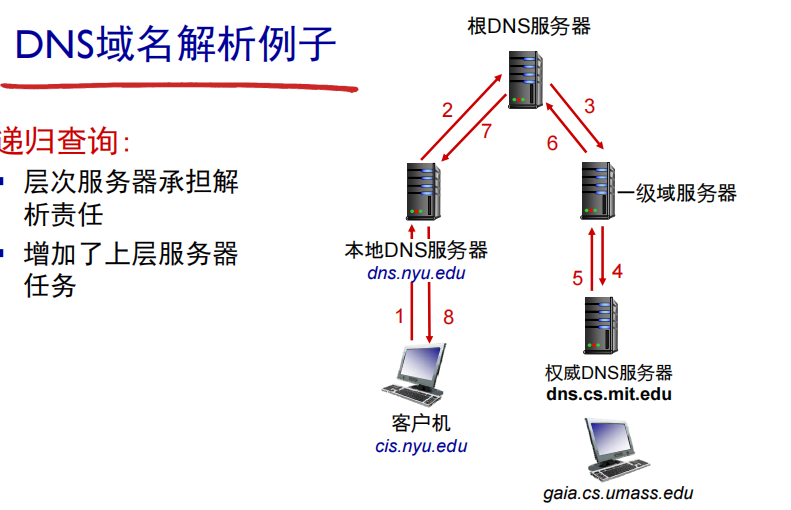 DNS域名解析例子
递归查询:
层次服务器承担解
析责任
增加了上层服务器
任务
根DNS服务器
2
7
3
6
一级域服务器
本地DNS服务器
dns.nyu.edu
5
4
1
8
权威DNS服务器
dns.cs.mit.edu
客户机
cis.nyu.edu
gaia.cs.umass.edu